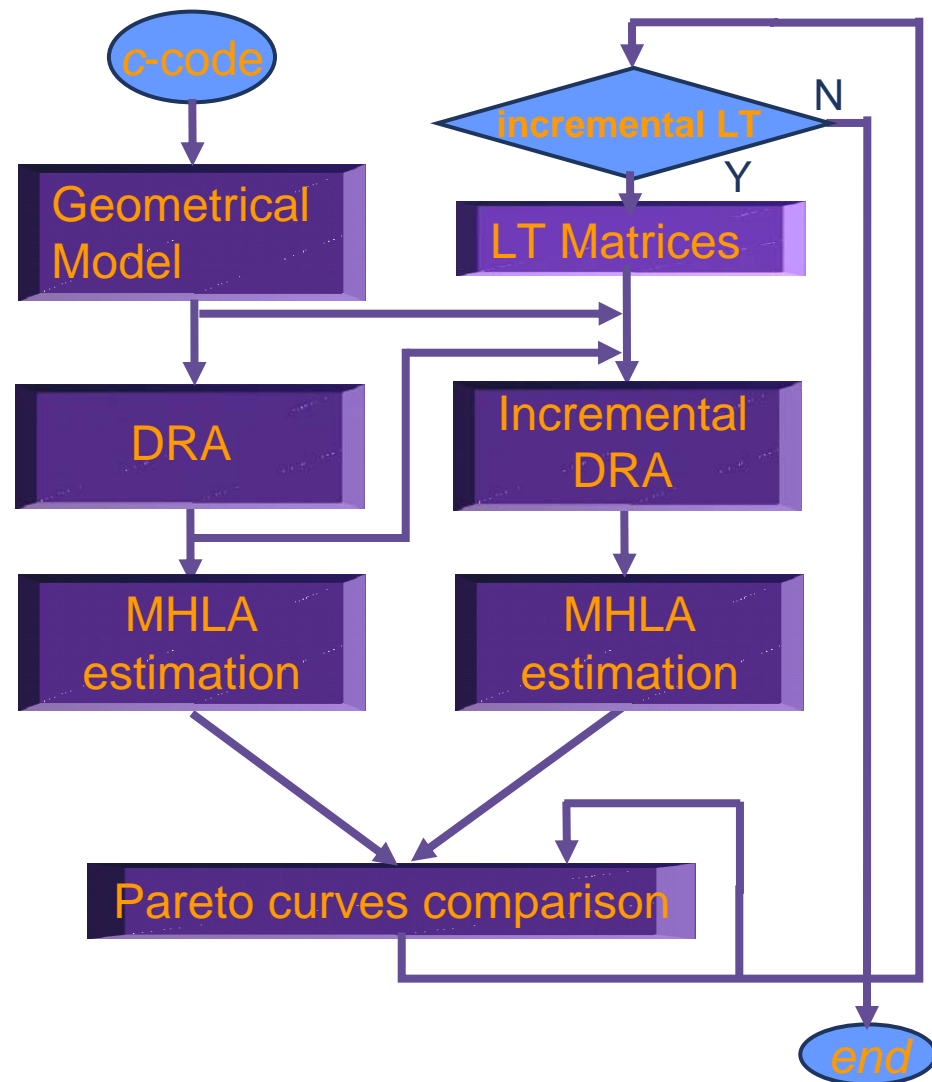 c-code
incremental LT
N
Y
Geometrical
Model
LT Matrices
DRA
Incremental
DRA
MHLA
estimation
MHLA
estimation
Pareto curves comparison
end